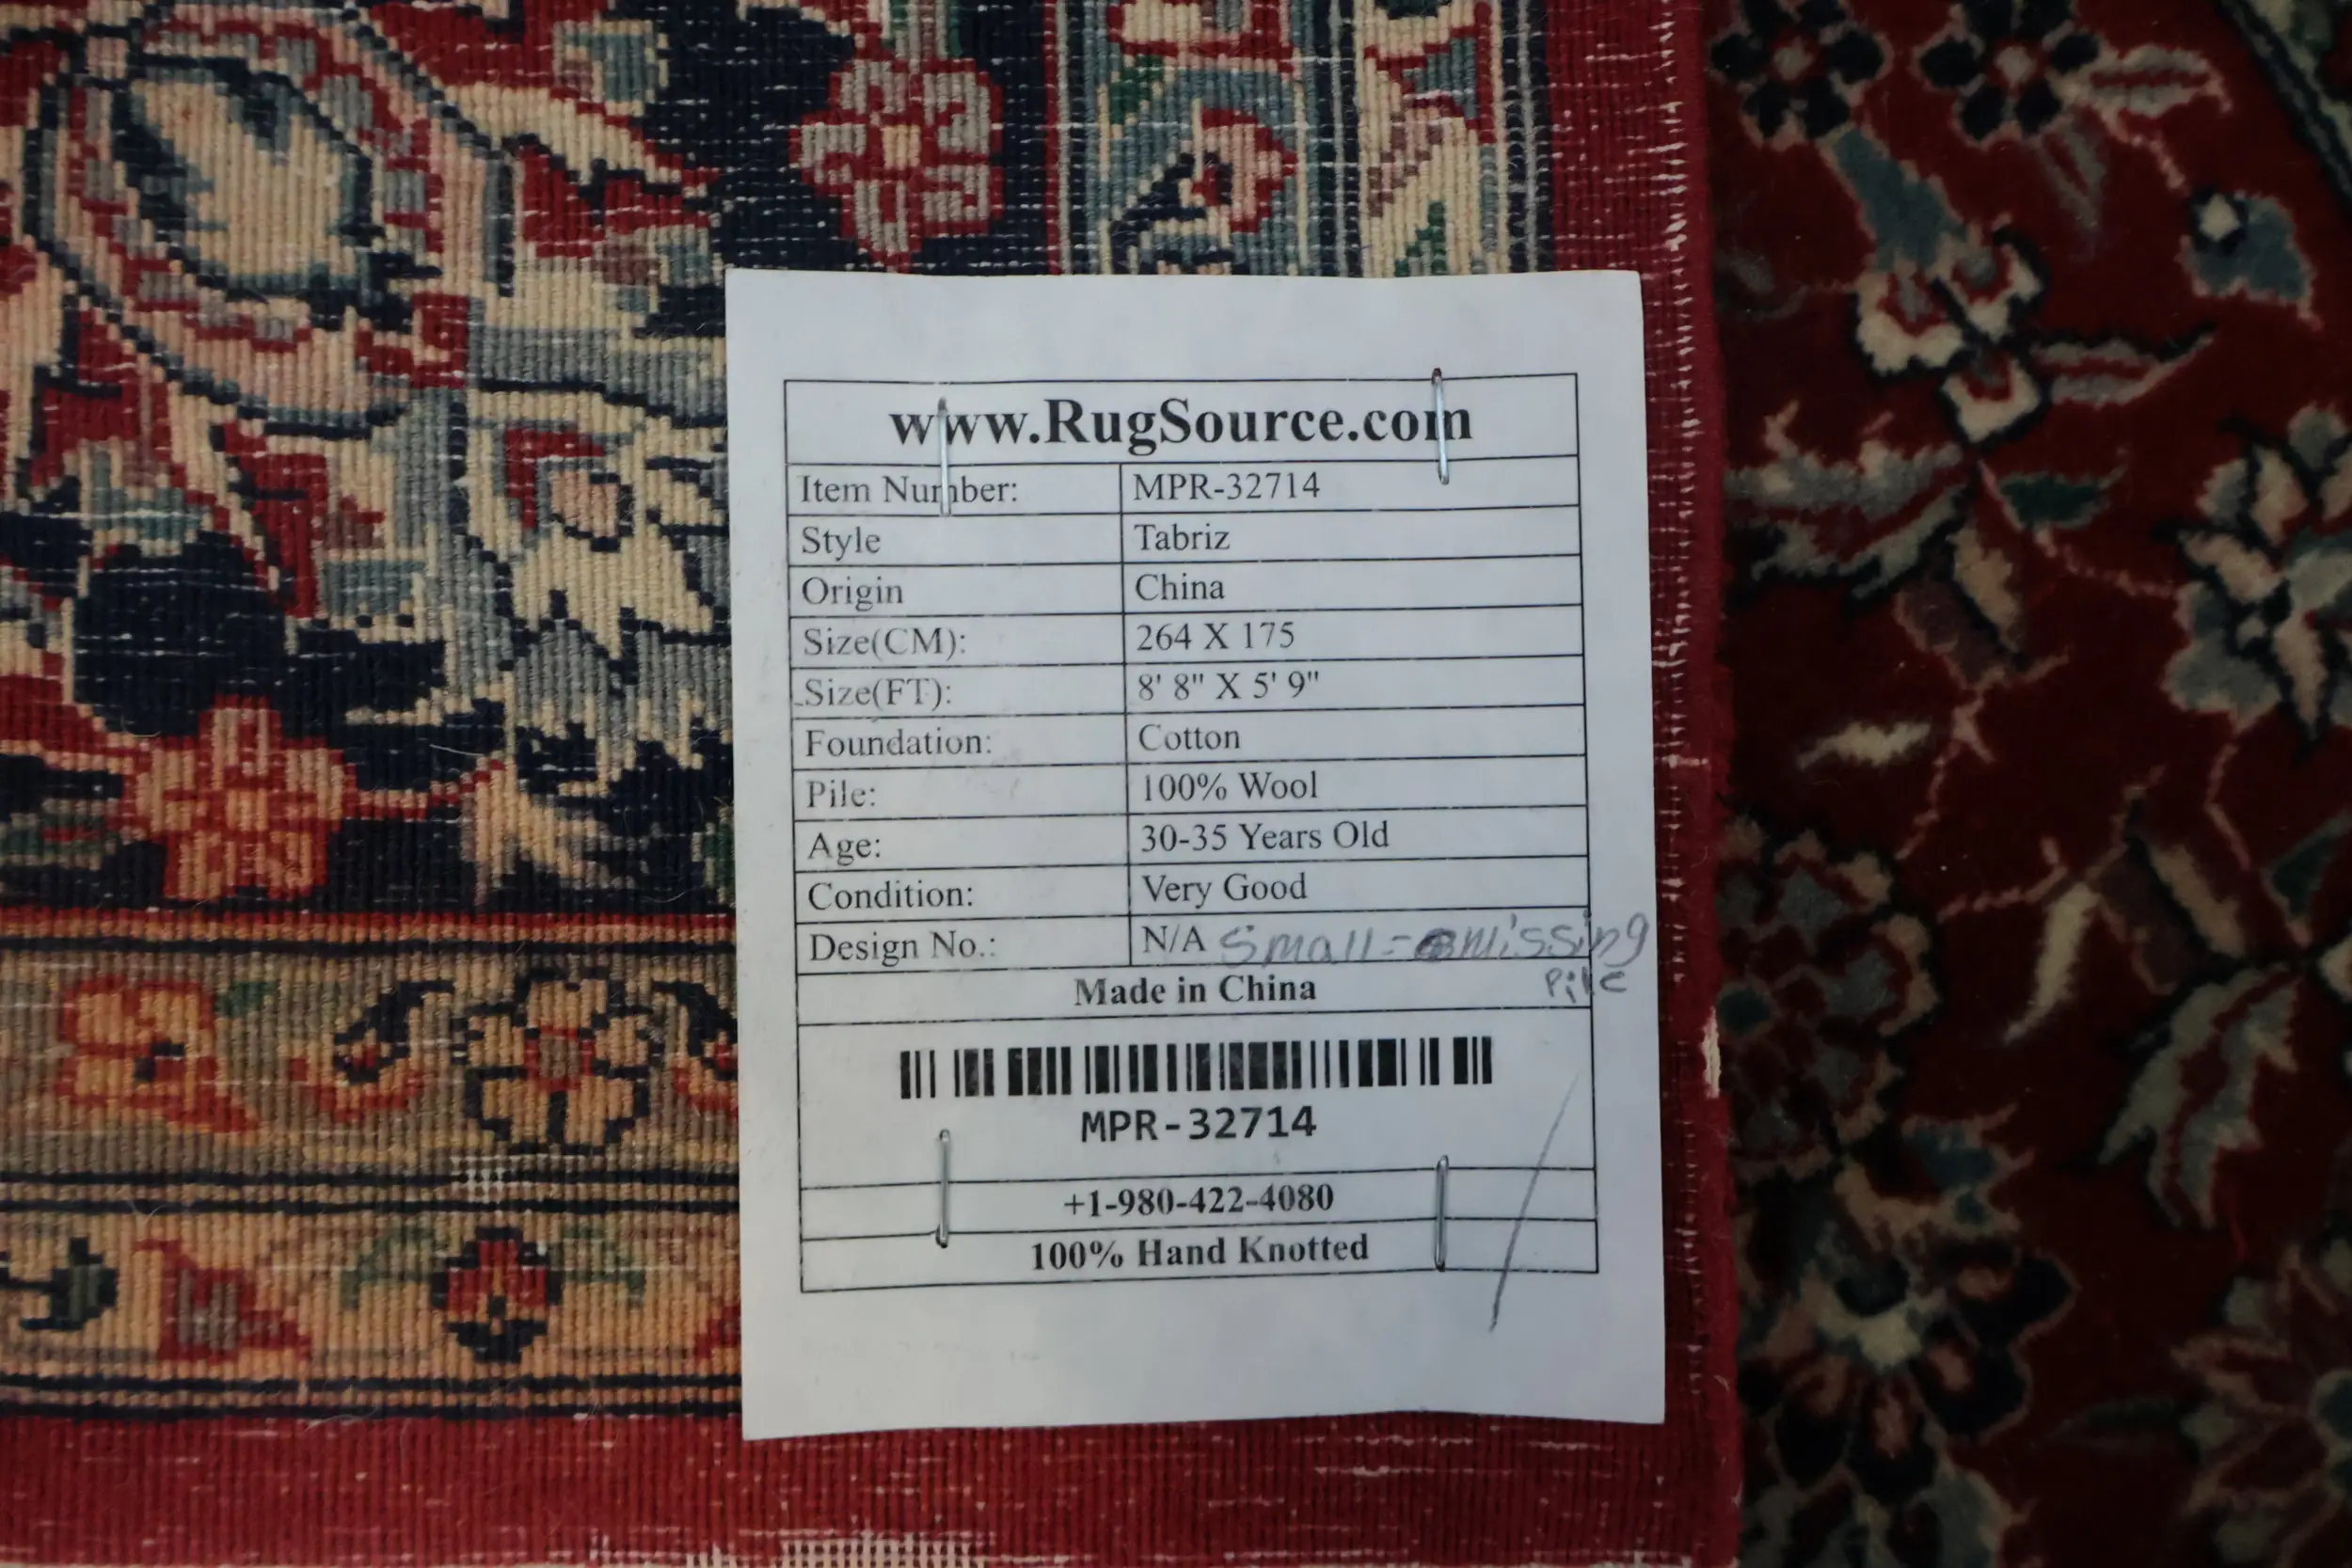 www.RugSource.com
Item Number: MPR-32714
Style Tabriz
Origin China
Size(CM): 264 X 175
Size(FT): 8' 8" X 5' 9"
Foundation: Cotton
Pile: 100% Wool
Age: 30-35 Years Old
Condition: Very Good
Design No.: N/A Small - missing
Pile
Made in China
MPR-32714
+1-980-422-4080
100% Hand Knotted